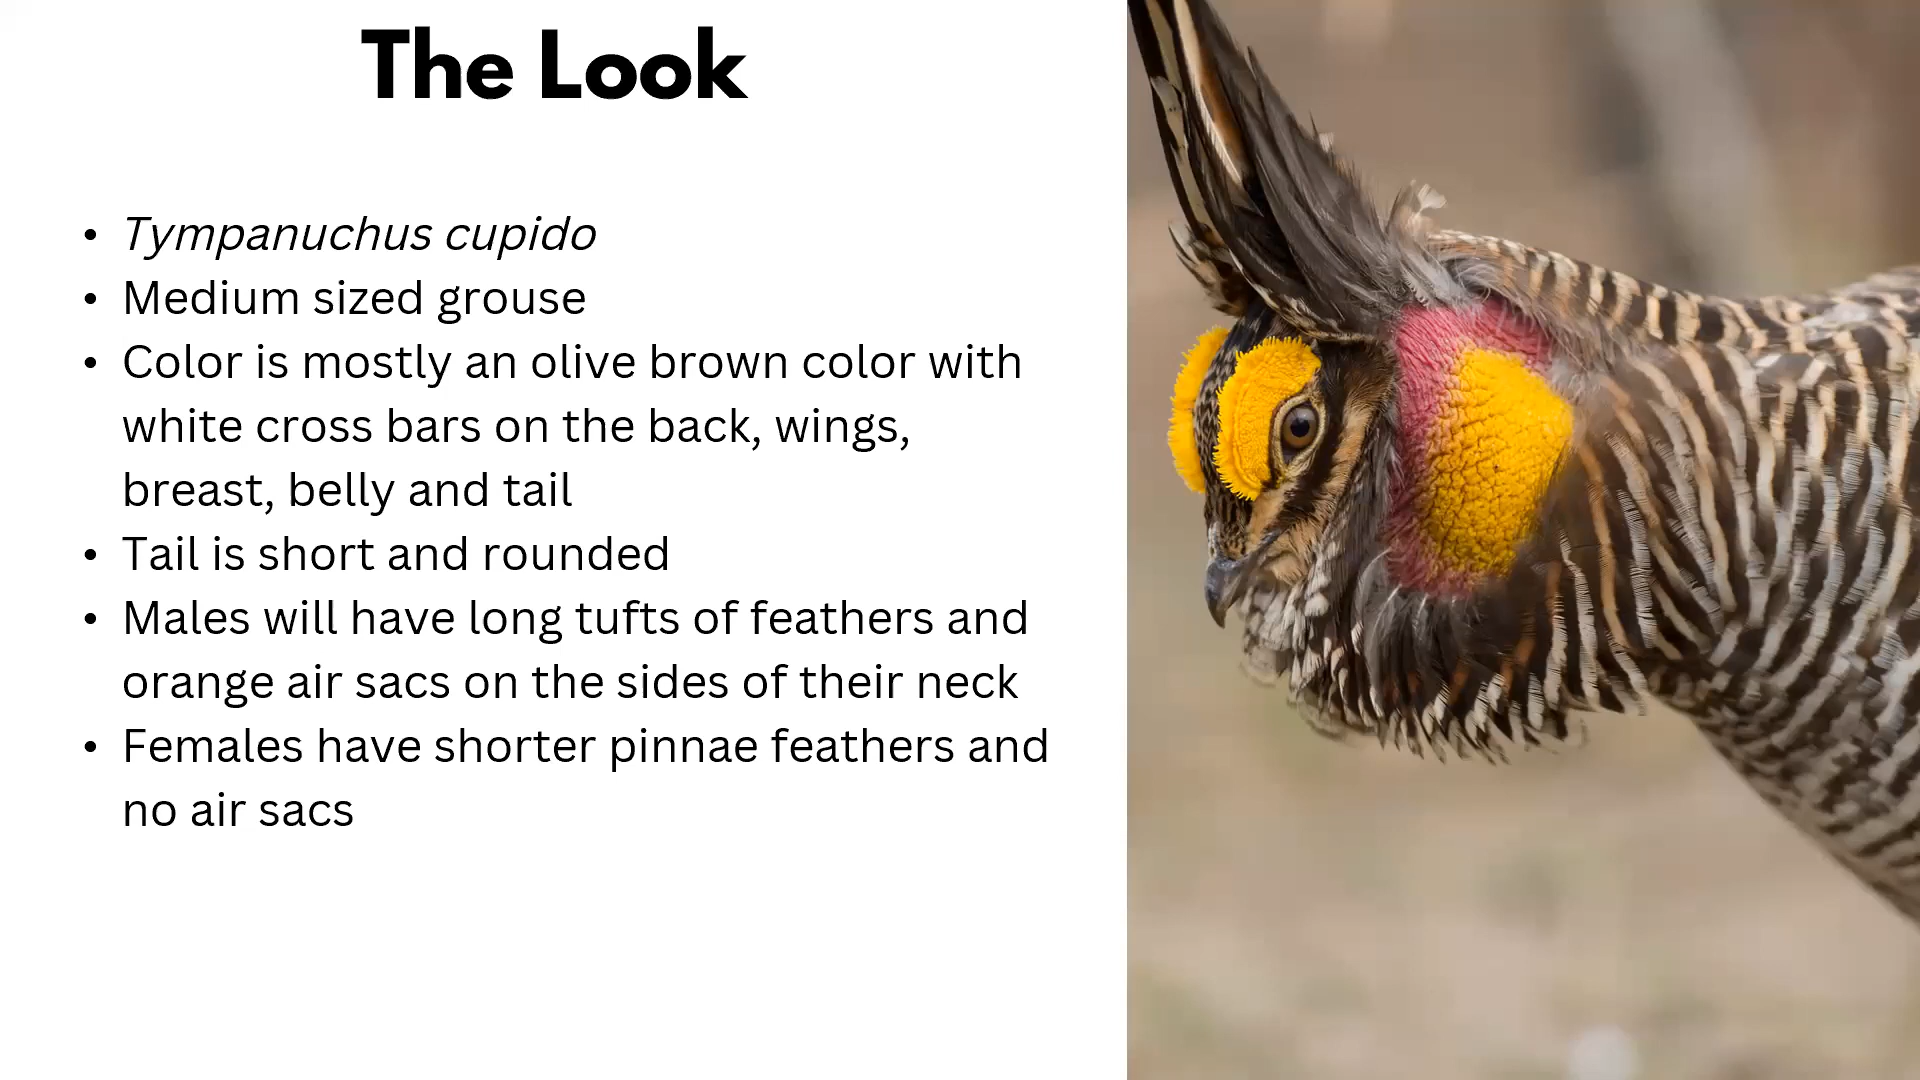 The Look
• Tympanuchus cupido
• Medium sized grouse
• Color is mostly an olive brown color with
white cross bars on the back, wings,
breast, belly and tail
• Tail is short and rounded
• Males will have long tufts of feathers and
orange air sacs on the sides of their neck
• Females have shorter pinnae feathers and
no air sacs